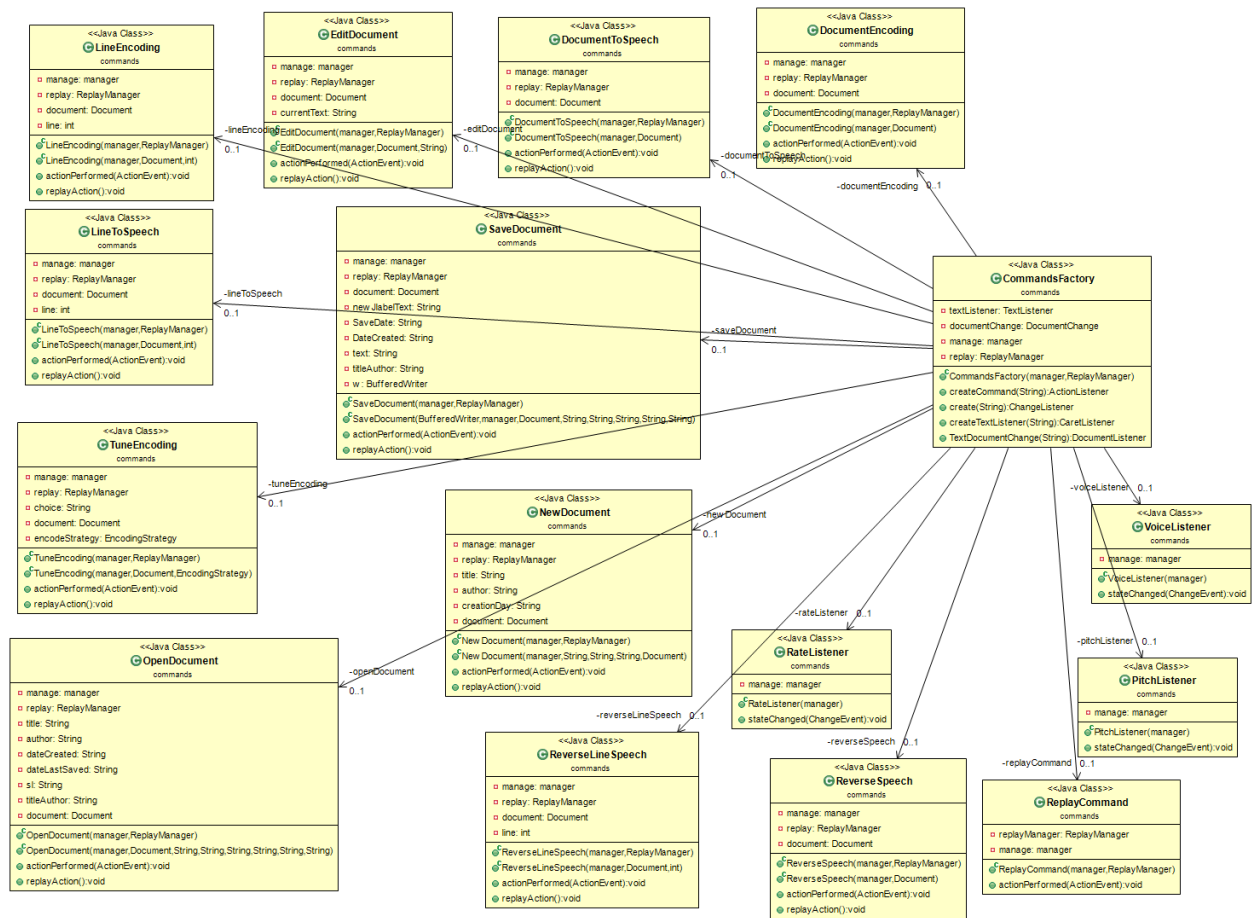 <<Java Class>>
LineEncoding
commands
manage: manager
replay: ReplayManager
document: Document
line: int
LineEncoding(manager,ReplayManager)
LineEncoding(manager,Document,int)
actionPerformed(ActionEvent):void
replayAction():void
<<Java Class>>
EditDocument
commands
manage: manager
replay: ReplayManager
document: Document
currentText: String
EditDocument(manager,ReplayManager)
EditDocument(manager,Document,String)
actionPerformed(ActionEvent):void
replayAction():void
<<Java Class>>
DocumentToSpeech
commands
manage: manager
replay: ReplayManager
document: Document
DocumentToSpeech(manager,ReplayManager)
DocumentToSpeech(manager,Document)
actionPerformed(ActionEvent):void
replayAction():void
<<Java Class>>
DocumentEncoding
commands
manage: manager
replay: ReplayManager
document: Document
DocumentEncoding(manager,ReplayManager)
DocumentEncoding(manager,Document)
actionPerformed(ActionEvent):void
replayAction():void
-lineEncoding
0..1
-editDocument
0..1
-documentToSpeech
0..1
-documentEncoding
0..1
<<Java Class>>
LineToSpeech
commands
manage: manager
replay: ReplayManager
document: Document
line: int
LineToSpeech(manager,ReplayManager)
LineToSpeech(manager,Document,int)
actionPerformed(ActionEvent):void
replayAction():void
-lineToSpeech
0..1
<<Java Class>>
SaveDocument
commands
manage: manager
replay: ReplayManager
document: Document
newJlabelText: String
SaveDate: String
DateCreated: String
text: String
titleAuthor: String
w: BufferedWriter
SaveDocument(manager,ReplayManager)
SaveDocument(BufferedWriter,manager,Document,String,String,String,String,String)
actionPerformed(ActionEvent):void
replayAction():void
-saveDocument
0..1
<<Java Class>>
CommandsFactory
commands
textListener: TextListener
documentChange: DocumentChange
manage: manager
replay: ReplayManager
CommandsFactory(manager,ReplayManager)
createCommand(String):ActionListener
create(String):ChangeListener
createTextListener(String):CaretListener
TextDocumentChange(String):DocumentListener
<<Java Class>>
TuneEncoding
commands
manage: manager
replay: ReplayManager
choice: String
document: Document
encodeStrategy: EncodingStrategy
TuneEncoding(manager,ReplayManager)
TuneEncoding(manager,Document,EncodingStrategy)
actionPerformed(ActionEvent):void
replayAction():void
-tuneEncoding
0..1
<<Java Class>>
NewDocument
commands
manage: manager
replay: ReplayManager
title: String
author: String
creationDay: String
document: Document
NewDocument(manager,ReplayManager)
NewDocument(manager,String,String,String,Document)
actionPerformed(ActionEvent):void
replayAction():void
-newDocument
0..1
-voiceListener
0..1
<<Java Class>>
VoiceListener
commands
manage: manager
VoiceListener(manager)
stateChanged(ChangeEvent):void
-rateListener
0..1
<<Java Class>>
RateListener
commands
manage: manager
RateListener(manager)
stateChanged(ChangeEvent):void
-pitchListener
0..1
<<Java Class>>
PitchListener
commands
manage: manager
PitchListener(manager)
stateChanged(ChangeEvent):void
<<Java Class>>
OpenDocument
commands
manage: manager
replay: ReplayManager
title: String
author: String
dateCreated: String
dateLastSaved: String
sl: String
titleAuthor: String
document: Document
OpenDocument(manager,ReplayManager)
OpenDocument(manager,Document,String,String,String,String,String,String)
actionPerformed(ActionEvent):void
replayAction():void
-openDocument
0..1
-reverseLineSpeech
0..1
<<Java Class>>
ReverseLineSpeech
commands
manage: manager
replay: ReplayManager
document: Document
line: int
ReverseLineSpeech(manager,ReplayManager)
ReverseLineSpeech(manager,Document,int)
actionPerformed(ActionEvent):void
replayAction():void
-reverseSpeech
0..1
<<Java Class>>
ReverseSpeech
commands
manage: manager
replay: ReplayManager
document: Document
ReverseSpeech(manager,ReplayManager)
ReverseSpeech(manager,Document)
actionPerformed(ActionEvent):void
replayAction():void
-replayCommand
0..1
<<Java Class>>
ReplayCommand
commands
replayManager: ReplayManager
manage: manager
ReplayCommand(manager,ReplayManager)
actionPerformed(ActionEvent):void